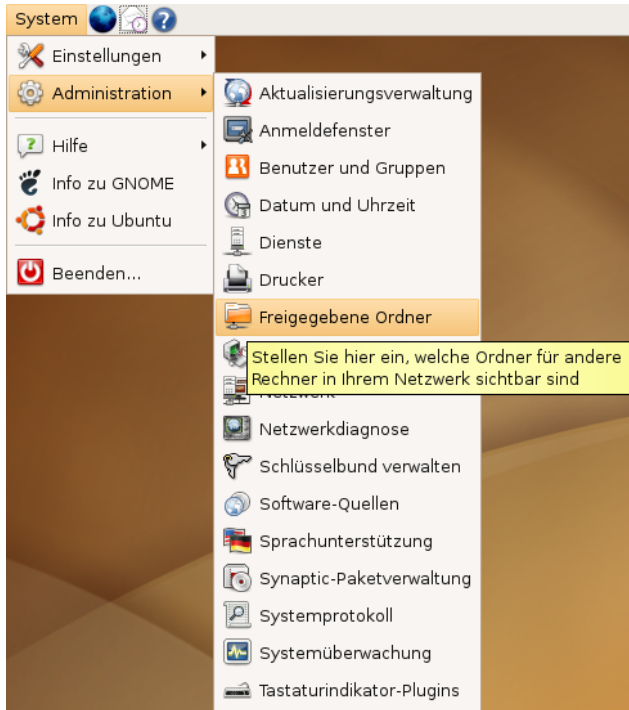 System
Einstellungen
Administration
Hilfe
Info zu GNOME
Info zu Ubuntu
Beenden...
Aktualisierungsverwaltung
Anmeldefenster
Benutzer und Gruppen
Datum und Uhrzeit
Dienste
Drucker
Freigegebene Ordner
Stellen Sie hier ein, welche Ordner für andere
Rechner in Ihrem Netzwerk sichtbar sind
Netzwerk
Netzwerkdiagnose
Schlüsselbund verwalten
Software-Quellen
Sprachunterstützung
Synaptic-Paketverwaltung
Systemprotokoll
Systemüberwachung
Tastaturindikator-Plugins